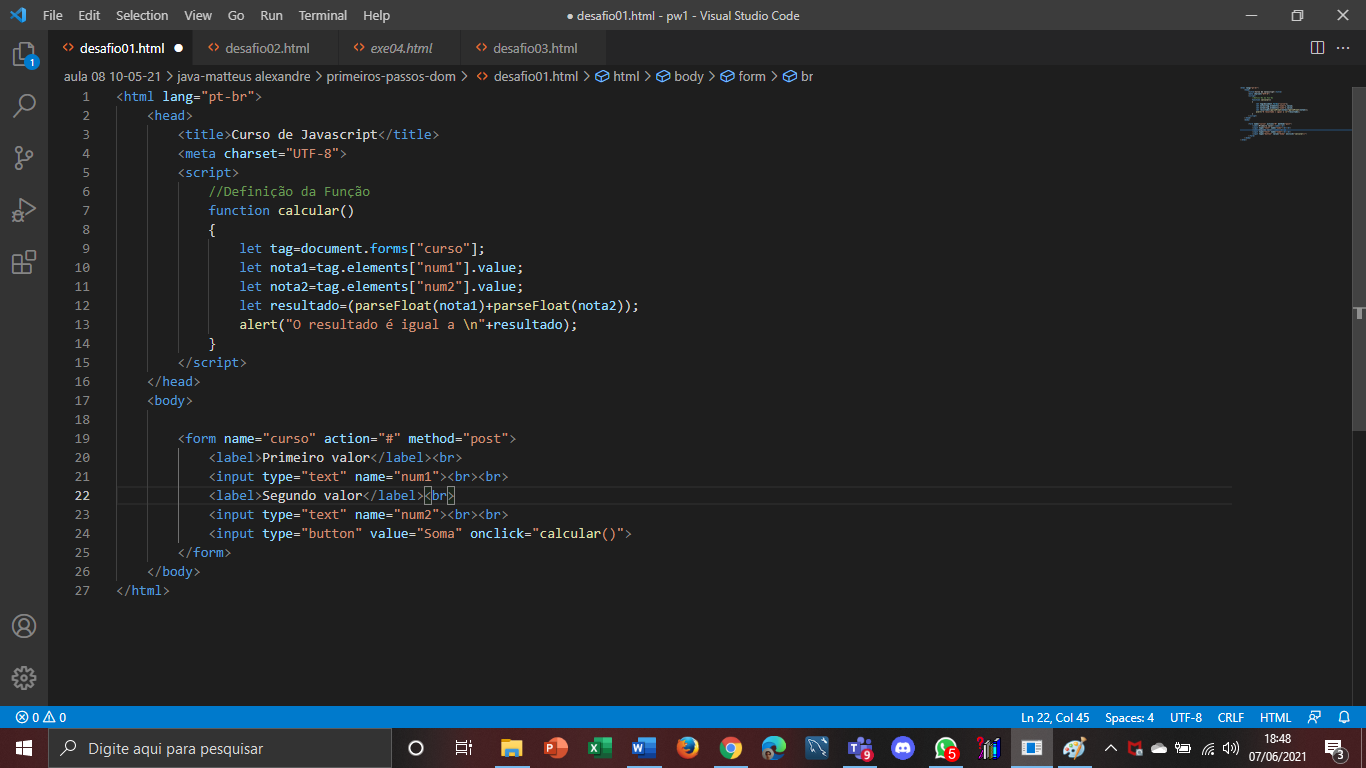 File Edit Selection View Go Run Terminal Help
● desafio01.html - pw1 - Visual Studio Code
desafio01.html ● desafio02.html exe04.html desafio03.html
aula 08 10-05-21 > java-matteus alexandre > primeiros-passos-dom > desafio01.html > html > body > form > br
1 <html lang="pt-br">
2 <head>
3 <title>Curso de Javascript</title>
4 <meta charset="UTF-8">
5 <script>
6 //Definição da Função
7 function calcular()
8 {
9 let tag=document.forms["curso"];
10 let nota1=tag.elements["num1"].value;
11 let nota2=tag.elements["num2"].value;
12 let resultado=(parseFloat(nota1)+parseFloat(nota2));
13 alert("O resultado é igual a \n"+resultado);
14 }
15 </script>
16 </head>
17 <body>
18
19 <form name="curso" action="#" method="post">
20 <label>Primeiro valor</label><br>
21 <input type="text" name="num1"><br><br>
22 <label>Segundo valor</label><br>
23 <input type="text" name="num2"><br><br>
24 <input type="button" value="Soma" onclick="calcular()">
25 </form>
26 </body>
27 </html>
1
0 0
Ln 22, Col 45 Spaces: 4 UTF-8 CRLF HTML
Digite aqui para pesquisar
9 5
18:48
07/06/2021
3